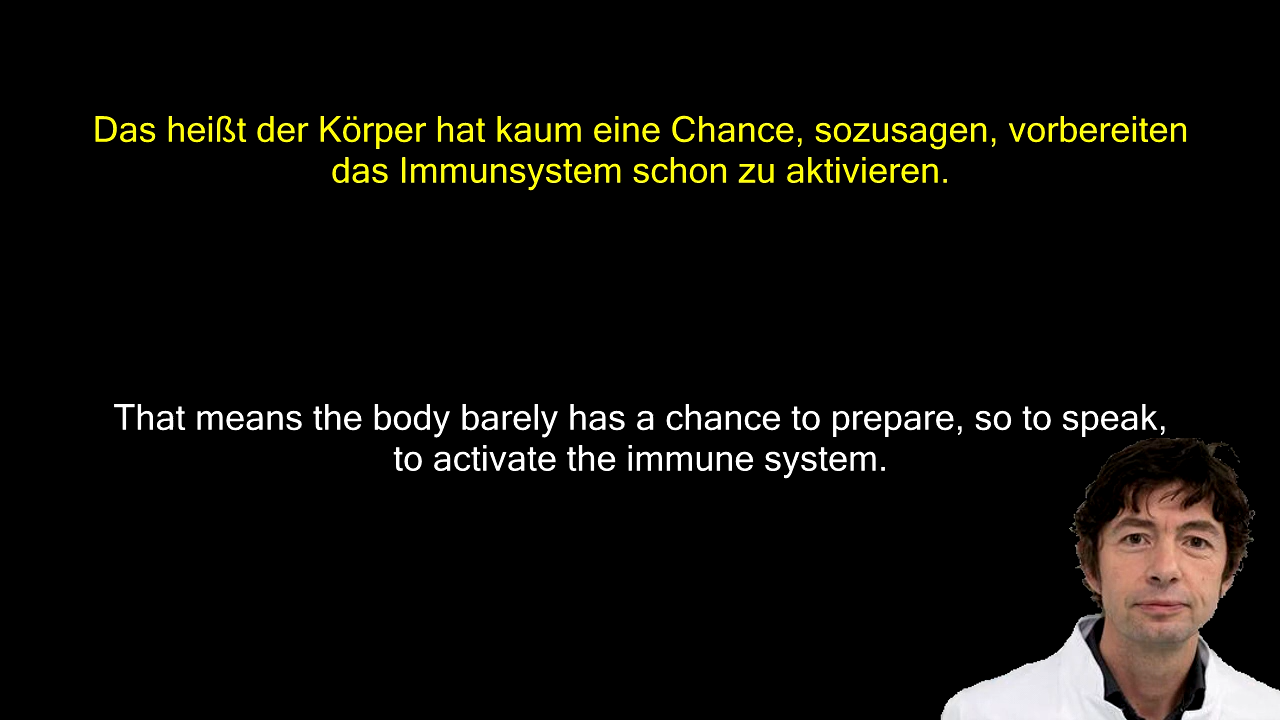 Das heißt der Körper hat kaum eine Chance, sozusagen, vorbereiten
das Immunsystem schon zu aktivieren.
That means the body barely has a chance to prepare, so to speak,
to activate the immune system.